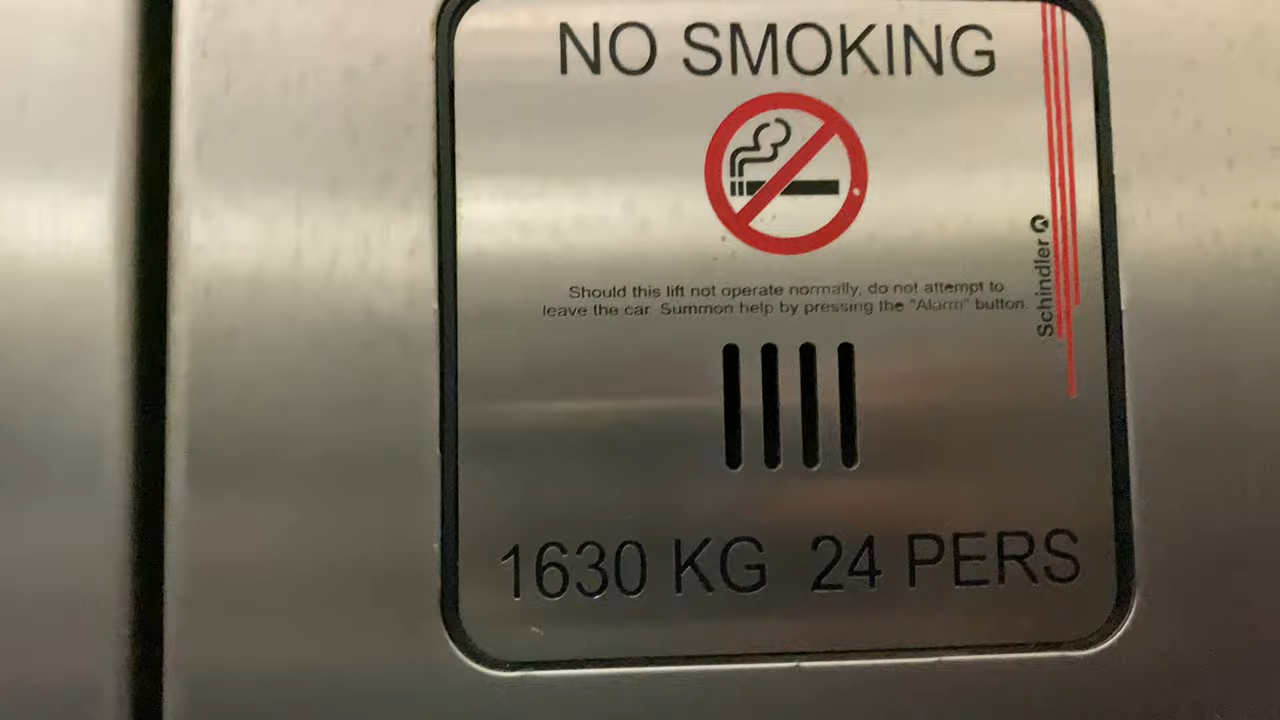 NO SMOKING
Should this lift not operate normally, do not attempt to
leave the car Summon help by pressing the "Alarm" button.
Schindler
1630 KG 24 PERS